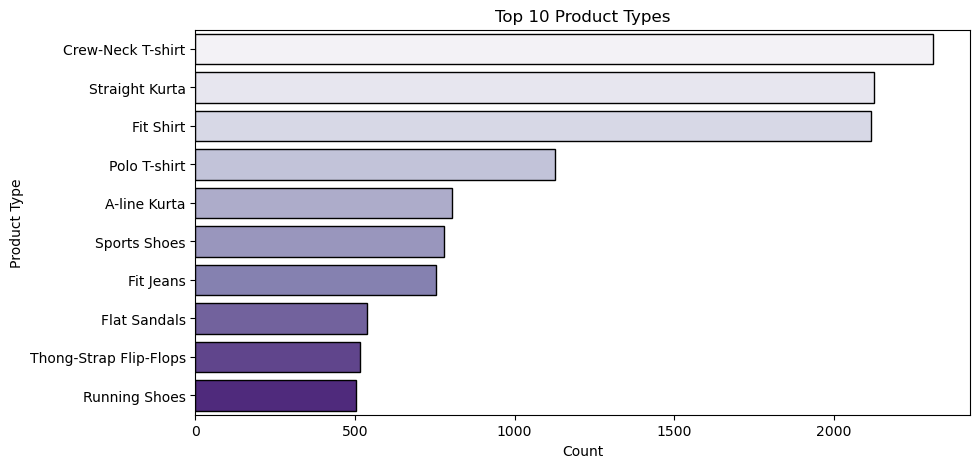 Top 10 Product Types
Product Type
Crew-Neck T-shirt
Straight Kurta
Fit Shirt
Polo T-shirt
A-line Kurta
Sports Shoes
Fit Jeans
Flat Sandals
Thong-Strap Flip-Flops
Running Shoes
0 500 1000 1500 2000
Count